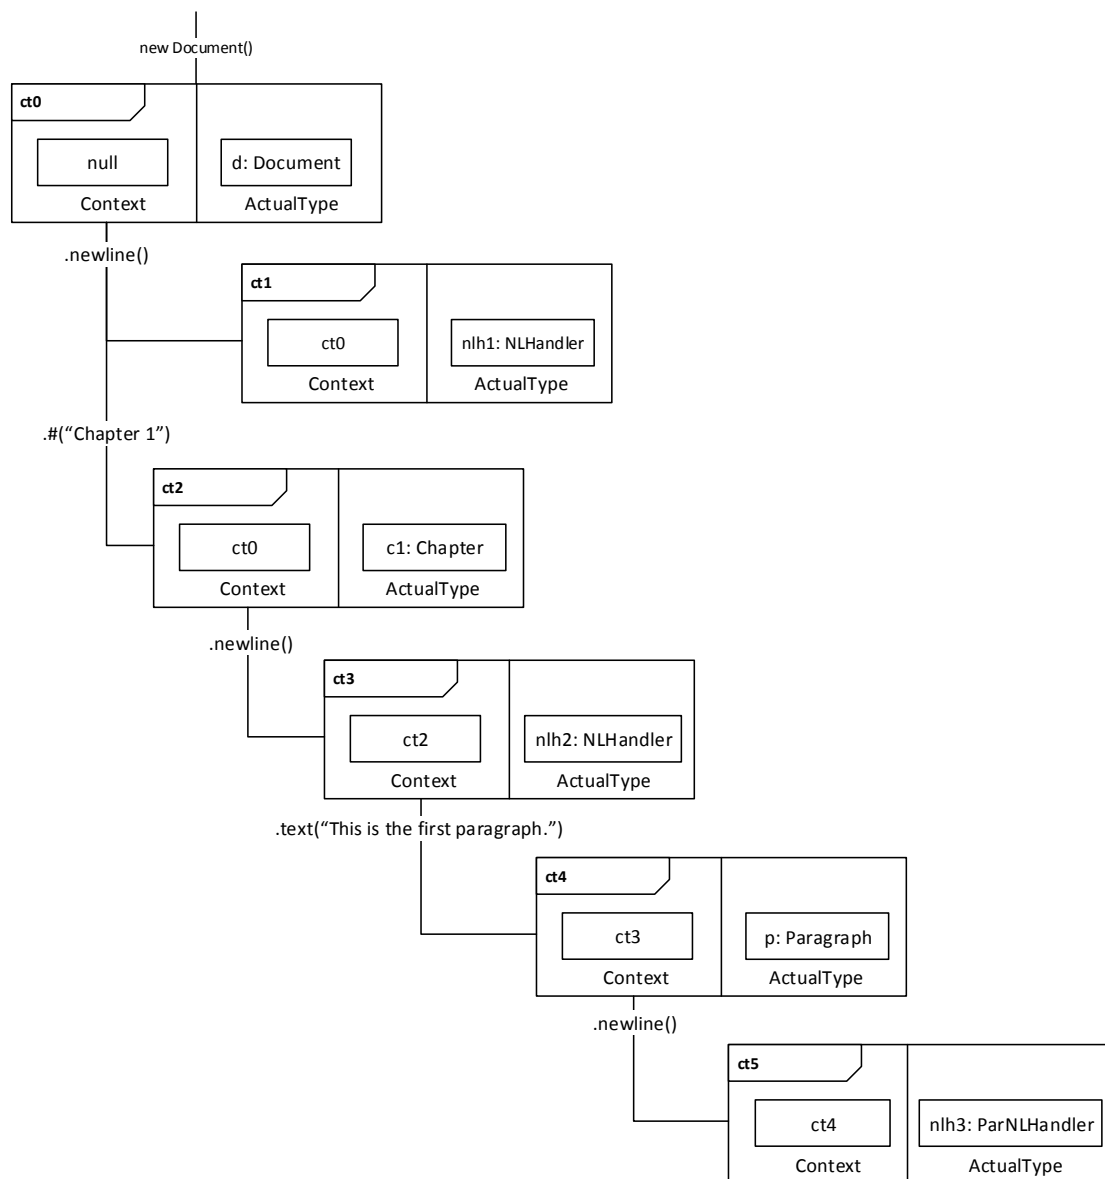 new Document()
ct0
null
d: Document
Context
ActualType
.newline()
ct1
ct0
nlh1: NLHandler
Context
ActualType
.#(“Chapter 1”)
ct2
ct0
c1: Chapter
Context
ActualType
.newline()
ct3
ct2
nlh2: NLHandler
Context
ActualType
.text(“This is the first paragraph.”)
ct4
ct3
p: Paragraph
Context
ActualType
.newline()
ct5
ct4
nlh3: ParNLHandler
Context
ActualType